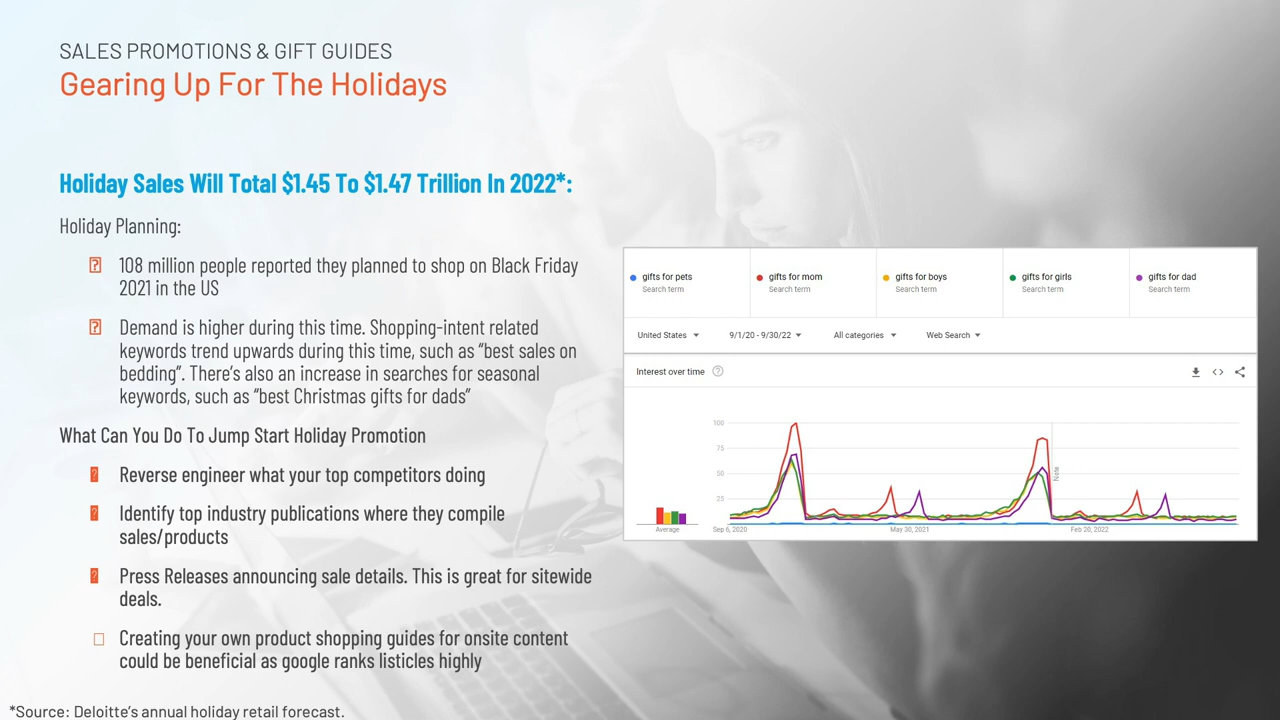 SALES PROMOTIONS & GIFT GUIDES
Gearing Up For The Holidays
Holiday Sales Will Total $1.45 To $1.47 Trillion In 2022*:
Holiday Planning:
108 million people reported they planned to shop on Black Friday
2021 in the US
Demand is higher during this time. Shopping-intent related
keywords trend upwards during this time, such as “best sales on
bedding”. There’s also an increase in searches for seasonal
keywords, such as “best Christmas gifts for dads”
What Can You Do To Jump Start Holiday Promotion
Reverse engineer what your top competitors doing
Identify top industry publications where they compile
sales/products
Press Releases announcing sale details. This is great for sitewide
deals.
Creating your own product shopping guides for onsite content
could be beneficial as google ranks listicles highly
*Source: Deloitte’s annual holiday retail forecast.
gifts for pets
Search term
gifts for mom
Search term
gifts for boys
Search term
gifts for girls
Search term
gifts for dad
Search term
United States
9/1/20 - 9/30/22
All categories
Web Search
Interest over time
100
75
50
25
Note
Average
Sep 6, 2020
May 30, 2021
Feb 20, 2022